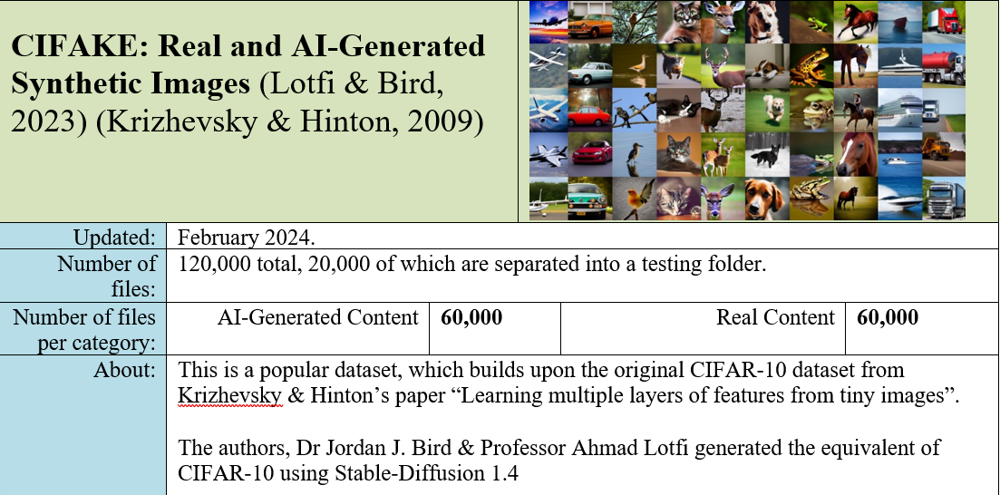 CIFAKE: Real and AI-Generated
Synthetic Images (Lotfi & Bird,
2023) (Krizhevsky & Hinton, 2009)
Updated: February 2024.
Number of files: 120,000 total, 20,000 of which are separated into a testing folder.
Number of files per category: AI-Generated Content 60,000 Real Content 60,000
About: This is a popular dataset, which builds upon the original CIFAR-10 dataset from
Krizhevsky & Hinton’s paper “Learning multiple layers of features from tiny images”.
The authors, Dr Jordan J. Bird & Professor Ahmad Lotfi generated the equivalent of
CIFAR-10 using Stable-Diffusion 1.4